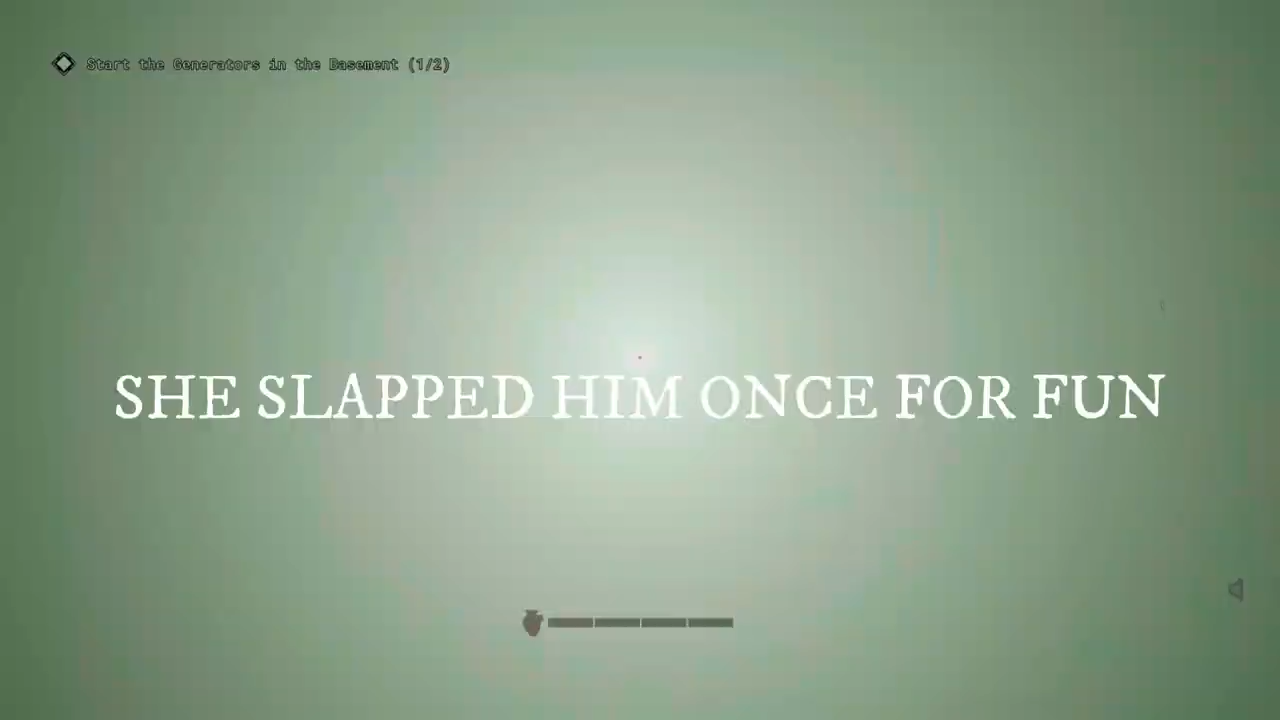 Start the Generators in the Basement (1/2)
SHE SLAPPED HIM ONCE FOR FUN